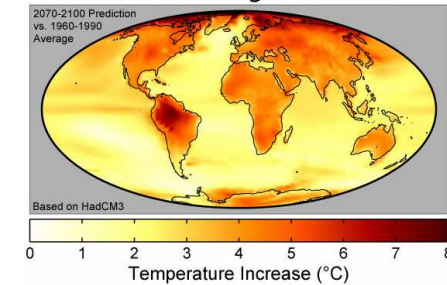 2070-2100 Prediction
vs. 1960-1990
Average
Based on HadCM3
0 1 2 3 4 5 6 7 8
Temperature Increase (°C)